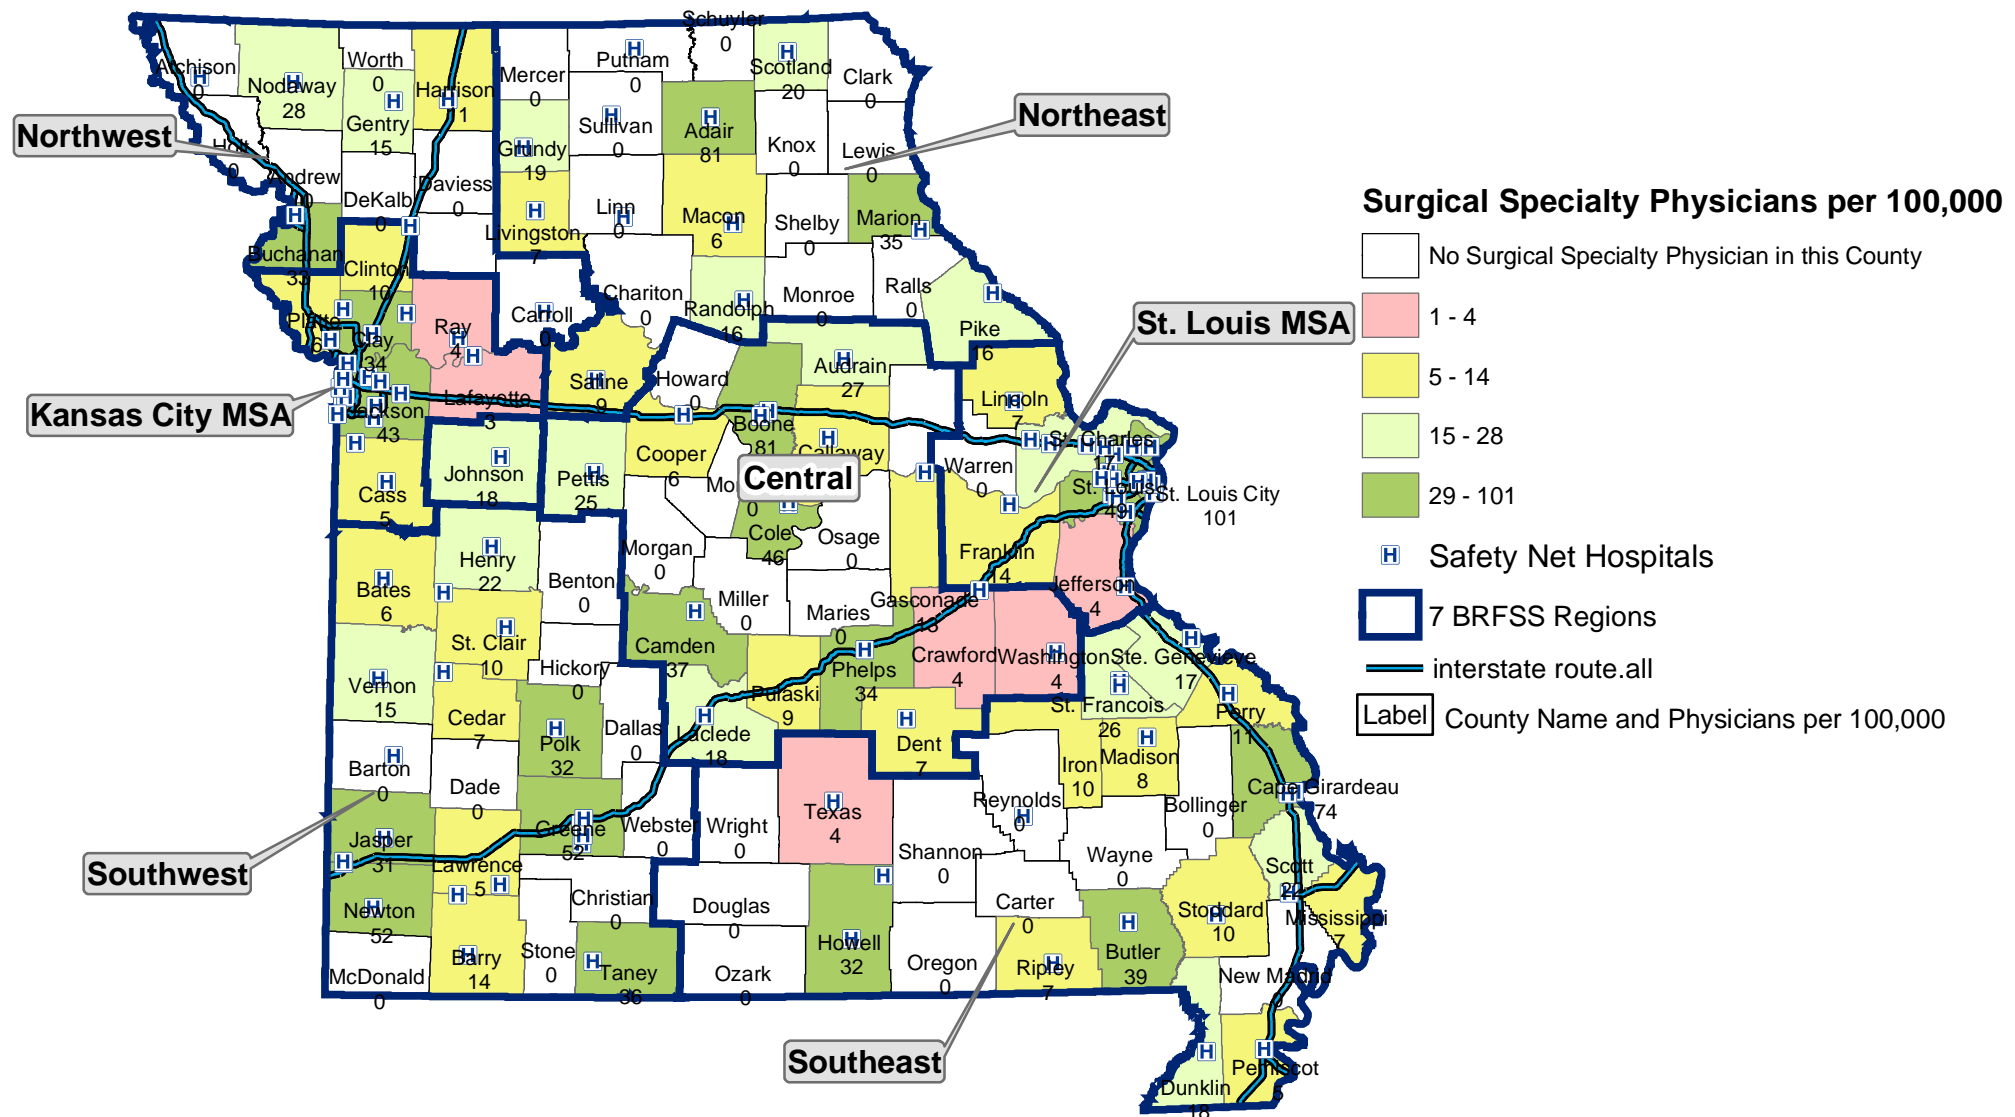 Schuyler
0
Atchison
0
Nodaway
28
Worth
0
Gentry
15
Harrison
11
Mercer
0
Putnam
0
Scotland
20
Clark
0
Northwest
Northeast
Sullivan
0
Adair
81
Knox
0
Lewis
0
Holt
0
Andrew
0
DeKalb
0
Daviess
0
Grundy
19
Linn
0
Macon
6
Shelby
0
Marion
35
Livingston
7
Buchanan
33
Clinton
10
Chariton
0
Randolph
16
Monroe
0
Ralls
0
Pike
16
Platte
6
Clay
34
Ray
4
Carroll
0
St. Louis MSA
Kansas City MSA
Jackson
43
Lafayette
3
Saline
9
Howard
0
Audrain
27
Lincoln
7
Boone
81
Callaway
Cooper
6
Johnson
18
Pettis
25
Cass
5
Central
Mo
0
Warren
0
St. Charles
17
St. Louis
49
St. Louis City
101
Cole
46
Osage
0
Franklin
14
Jefferson
4
Henry
22
Benton
0
Morgan
0
Miller
0
Maries
0
Gasconade
13
Bates
6
St. Clair
10
Hickory
0
Camden
37
Pulaski
9
Phelps
34
Crawford
4
Washington
4
Ste. Genevieve
17
St. Francois
26
Perry
11
Vernon
15
Cedar
7
Polk
32
Dallas
0
Laclede
18
Dent
7
Iron
10
Madison
8
Bollinger
0
Cape Girardeau
74
Barton
0
Dade
0
Greene
52
Webster
0
Wright
0
Texas
4
Reynolds
0
Shannon
0
Wayne
0
Scott
22
Southwest
Jasper
31
Lawrence
5
Christian
0
Douglas
0
Howell
32
Carter
0
Butler
39
Stoddard
10
Mississippi
7
Newton
52
McDonald
0
Barry
14
Stone
0
Taney
36
Ozark
0
Oregon
0
Ripley
7
New Madrid
0
Southeast
Dunklin
18
Pemiscot
5
Surgical Specialty Physicians per 100,000
No Surgical Specialty Physician in this County
1 - 4
5 - 14
15 - 28
29 - 101
H Safety Net Hospitals
7 BRFSS Regions
interstate route.all
Label County Name and Physicians per 100,000